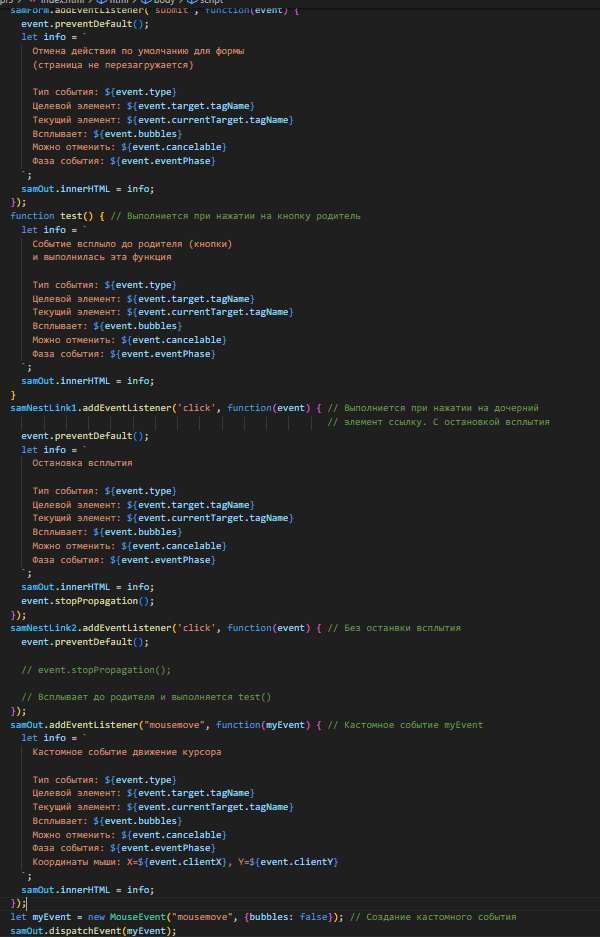 pr5 > index.html > html > body > script
samForm.addEventListener('submit', function(event) {
event.preventDefault();
let info = `
Отмена действия по умолчанию для формы
(страница не перезагружается)
Тип события: ${event.type}
Целевой элемент: ${event.target.tagName}
Текущий элемент: ${event.currentTarget.tagName}
Всплывает: ${event.bubbles}
Можно отменить: ${event.cancelable}
Фаза события: ${event.eventPhase}
`;
samOut.innerHTML = info;
});
function test() { // Выполниется при нажатии на кнопку родитель
let info = `
Событие всплыло до родителя (кнопки)
и выполнилась эта функция
Тип события: ${event.type}
Целевой элемент: ${event.target.tagName}
Текущий элемент: ${event.currentTarget.tagName}
Всплывает: ${event.bubbles}
Можно отменить: ${event.cancelable}
Фаза события: ${event.eventPhase}
`;
samOut.innerHTML = info;
}
samNestLink1.addEventListener('click', function(event) { // Выполниется при нажатии на дочерний
// элемент ссылку. С остановкой всплытия
event.preventDefault();
let info = `
Остановка всплытия
Тип события: ${event.type}
Целевой элемент: ${event.target.tagName}
Текущий элемент: ${event.currentTarget.tagName}
Всплывает: ${event.bubbles}
Можно отменить: ${event.cancelable}
Фаза события: ${event.eventPhase}
`;
samOut.innerHTML = info;
event.stopPropagation();
});
samNestLink2.addEventListener('click', function(event) { // Без останвки всплытия
event.preventDefault();
// event.stopPropagation();
// Всплывает до родителя и выполняется test()
});
samOut.addEventListener("mousemove", function(myEvent) { // Кастомное событие myEvent
let info = `
Кастомное событие движение курсора
Тип события: ${event.type}
Целевой элемент: ${event.target.tagName}
Текущий элемент: ${event.currentTarget.tagName}
Всплывает: ${event.bubbles}
Можно отменить: ${event.cancelable}
Фаза события: ${event.eventPhase}
Координаты мыши: X=${event.clientX}, Y=${event.clientY}
`;
samOut.innerHTML = info;
});
let myEvent = new MouseEvent("mousemove", {bubbles: false}); // Создание кастомного события
samOut.dispatchEvent(myEvent);